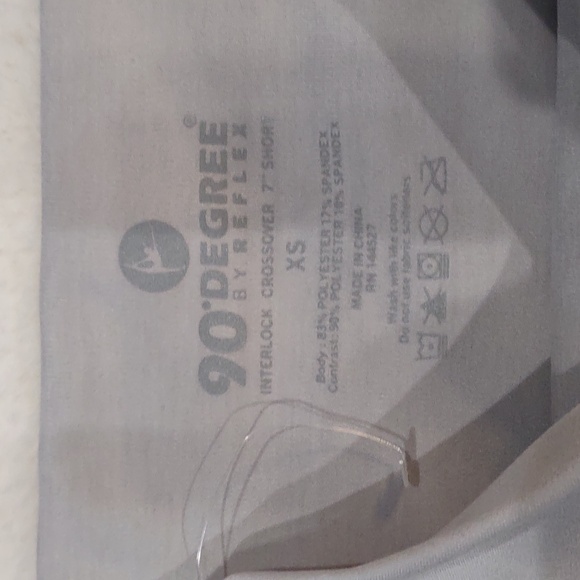 90°DEGREE®
BY REFLEX
INTERLOCK CROSSOVER 7" SHORT
XS
Body: 83% POLYESTER 17% SPANDEX
Contrast: 90% POLYESTER 10% SPANDEX
MADE IN CHINA
RN 144527
Wash with like colors
Do not use fabric softeners